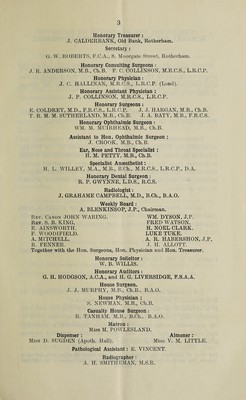 3
Honorary Treasurer :
J. CALDERBANK, Old Bank, Rotherham.
Secretary :
G. W. ROBERTS, F.C.A., 8, Moorgate Street, Rotherham.
Honorary Consulting Surgeons :
J. R. ANDERSON, M.B., Ch.B. F. C. COLLINSON, M.R.C.S., L.R.C.P.
Honorary Physician :
J. C. HALLINAN, M.R.C.S., L.R.C.P. (Lond).
Honorary Assistant Physician :
J. P. COLLINSON, M.R.C.S., L.R.C.P.
Honorary Surgeons :
R. COLDREY, M.D., F.R.C.S., L.R.C.P. J. J. HARGAN, M.B., Ch.B.
T. R. M. M. SUTHERLAND, M.B., Ch.B. J. A. BATY, M.B., F.R.C.S.
Honorary Ophthalmic Surgeon :
WM. M. MUIRHEAD, M.B., Ch.B.
Assistant to Hon. Ophthalmic Surgeon :
J. CROOK, M.B., Ch.B.
Ear, Nose and Throat Specialist :
H. M. PETTY, M.B., Ch.B.
Specialist Anæsthetist :
H. L. WILLEY, M.A., M.B., B.Ch., M.R.C.S., L.R.C.P., D.A.
Honorary Dental Surgeon :
R. P. GWYNNE, L.D.S., R.C.S.
Radiologist :
J. GRAHAME CAMPBELL, M.D., B.Ch., B.A.O.
Weekly Board :
A. BLENKINSOP, J.P., Chairman.
Rev. Canon JOHN WARING. WM. DYSON, J.P.
Rev. S. B. KING. FRED WATSON.
E. AINSWORTH. H. NOEL CLARK.
F. WOODIFIELD. LUKE TUKE.
A. MITCHELL. A. R. HABERSHON, J.P.
R. FENNER. J. H. ALLOTT.
Together with the Hon. Surgeons, Hon. Physician and Hon. Treasurer.
Honorary Solicitor :
W. B. WILLIS.
Honorary Auditors :
G. H. HODGSON, A.C.A., and H. C. LIVERSIDGE, F.S.A.A.
House Surgeon.
J. J. MURPHY, M.B., Ch.B., B.A.O.
House Physician :
S. NEWMAN, M.B., Ch.B.
Casualty House Surgeon :
B. TANHAM, M.B., B.Ch., B.A.O.
Matron :
Miss M. POWLESLAND.
Dispenser : Almoner :
Miss D. SUGDEN (Apoth. Hall). Miss V. M. LITTLE.
Pathological Assistant : E. VINCENT.
Radiographer :
A. H. SMITHEMAN, M.S.R.